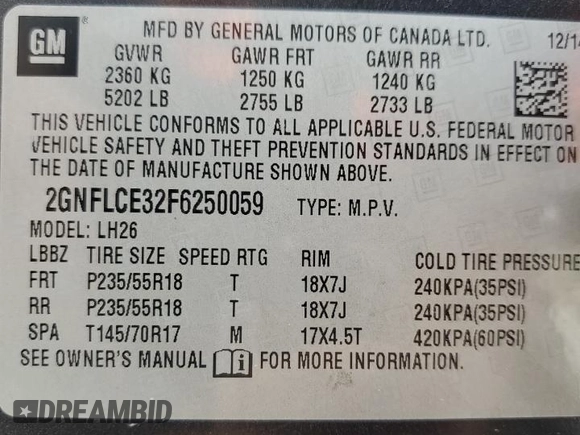 GM
MFD BY GENERAL MOTORS OF CANADA LTD. 12/14
GVWR GAWR FRT GAWR RR
2360 KG 1250 KG 1240 KG
5202 LB 2755 LB 2733 LB
THIS VEHICLE CONFORMS TO ALL APPLICABLE U.S. FEDERAL MOTOR
VEHICLE SAFETY AND THEFT PREVENTION STANDARDS IN EFFECT ON
THE DATE OF MANUFACTURE SHOWN ABOVE.
2GNFLCE32F6250059 TYPE: M.P.V.
MODEL: LH26
LBBZ TIRE SIZE SPEED RTG RIM COLD TIRE PRESSURE
FRT P235/55R18 T 18X7J 240KPA(35PSI)
RR P235/55R18 T 18X7J 240KPA(35PSI)
SPA T145/70R17 M 17X4.5T 420KPA(60PSI)
SEE OWNER'S MANUAL FOR MORE INFORMATION.
DREAMBID